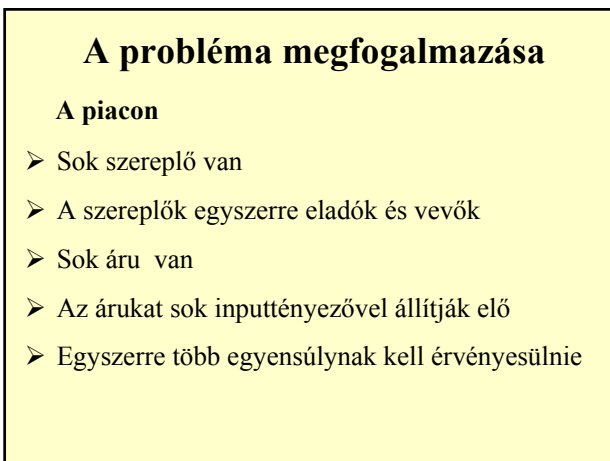 A probléma megfogalmazása
A piacon
➢ Sok szereplő van
➢ A szereplők egyszerre eladók és vevők
➢ Sok áru van
➢ Az árukat sok inputtényezővel állítják elő
➢ Egyszerre több egyensúlynak kell érvényesülnie